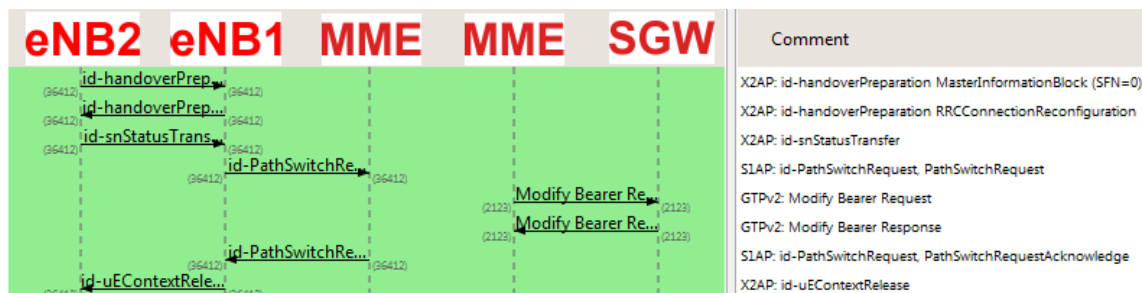 eNB2 eNB1 MME MME SGW Comment
id-handoverPrep...
(36412) (36412) X2AP: id-handoverPreparation MasterInformationBlock (SFN=0)
id-handoverPrep...
(36412) (36412) X2AP: id-handoverPreparation RRCConnectionReconfiguration
id-snStatusTrans...
(36412) (36412) X2AP: id-snStatusTransfer
id-PathSwitchRe...
(36412) (36412) S1AP: id-PathSwitchRequest, PathSwitchRequest
Modify Bearer Re...
(2123) (2123) GTPv2: Modify Bearer Request
Modify Bearer Re...
(2123) (2123) GTPv2: Modify Bearer Response
id-PathSwitchRe...
(36412) (36412) S1AP: id-PathSwitchRequest, PathSwitchRequestAcknowledge
id-uEContextRele...
(36412) (36412) X2AP: id-uEContextRelease